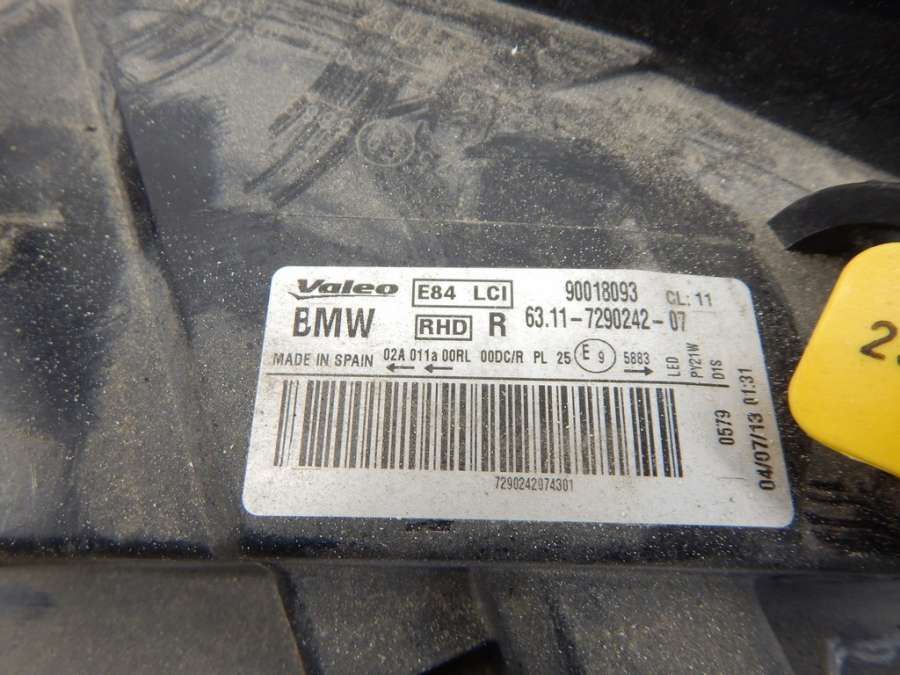 Valeo E84 LCI 90018093 CL: 11
BMW RHD R 63.11-7290242-07
MADE IN SPAIN 02A 011a 00RL 00DC/R PL 25 E 9 5883
LED
PY21W
D1S
0579
04/07/13 01:31
7290242074301
2